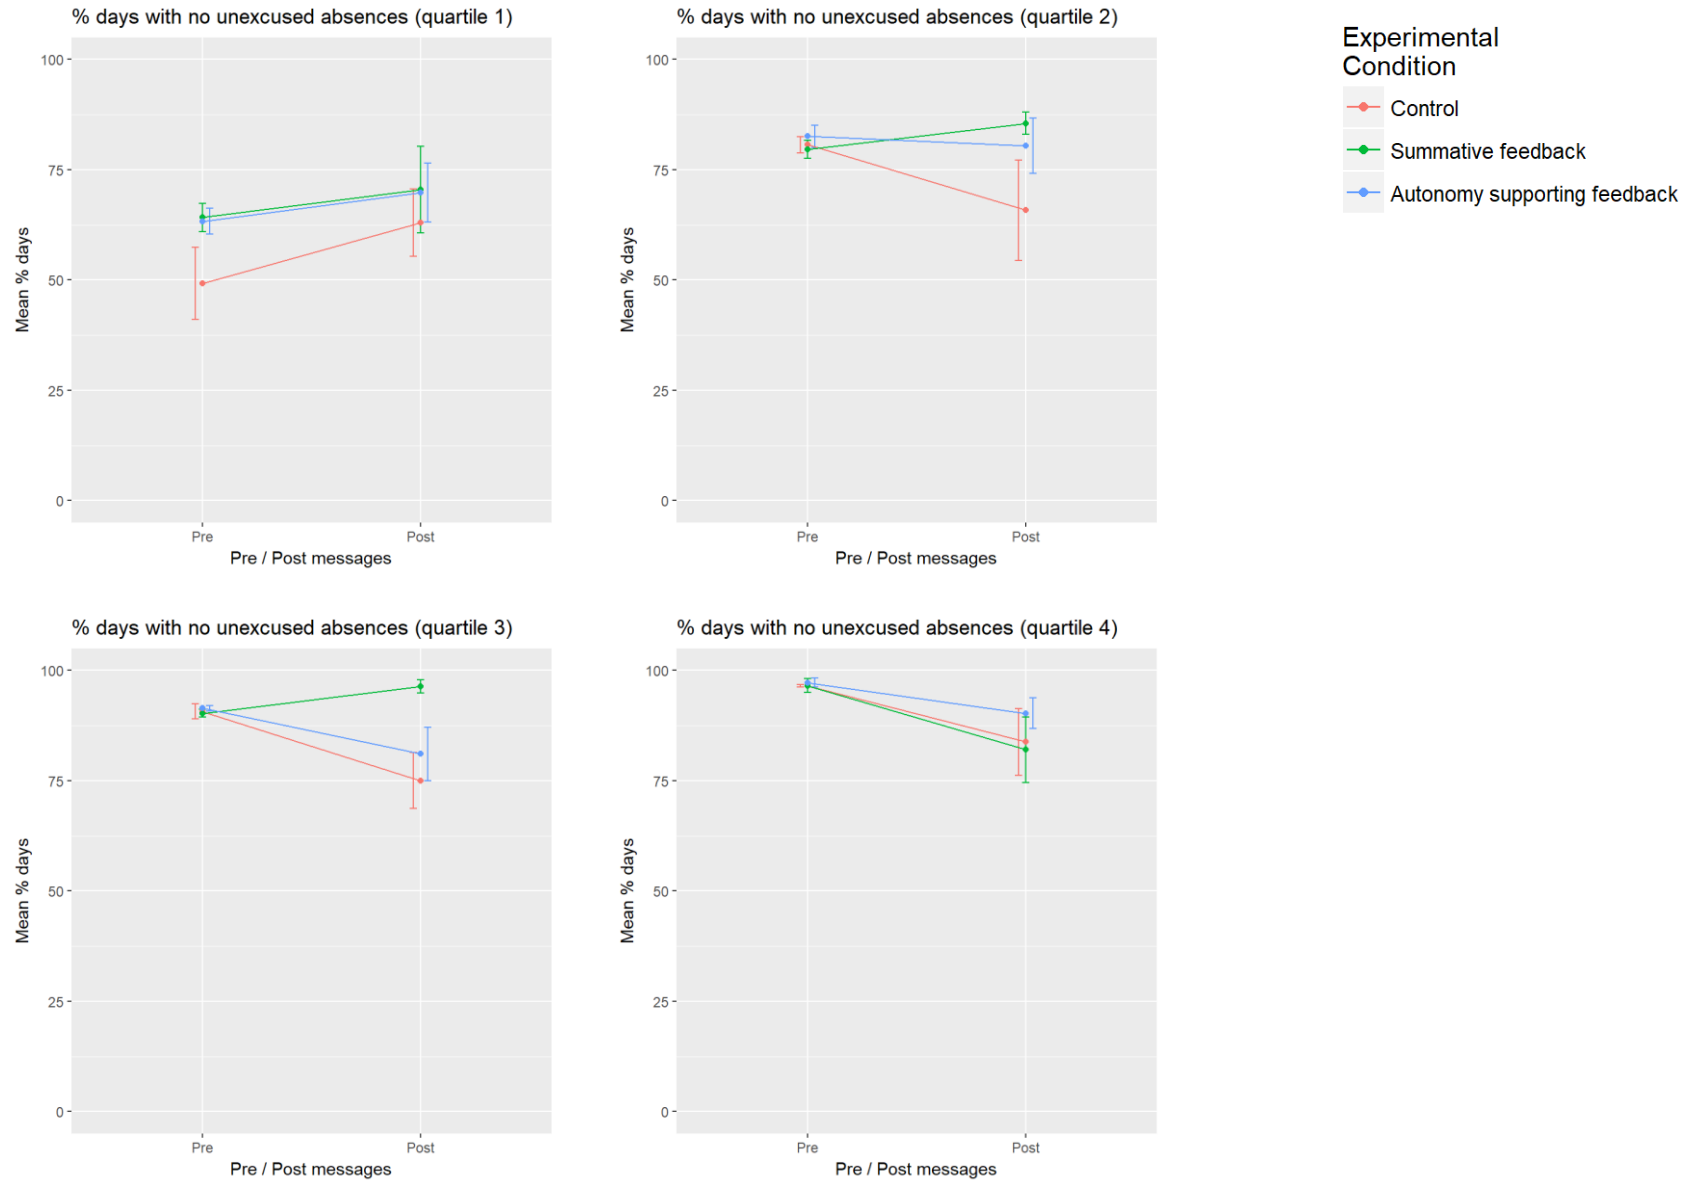 % days with no unexcused absences (quartile 1)
100
75
50
25
0
Mean % days
Pre
Post
Pre / Post messages
% days with no unexcused absences (quartile 2)
100
75
50
25
0
Mean % days
Pre
Post
Pre / Post messages
Experimental
Condition
Control
Summative feedback
Autonomy supporting feedback
% days with no unexcused absences (quartile 3)
100
75
50
25
0
Mean % days
Pre
Post
Pre / Post messages
% days with no unexcused absences (quartile 4)
100
75
50
25
0
Mean % days
Pre
Post
Pre / Post messages